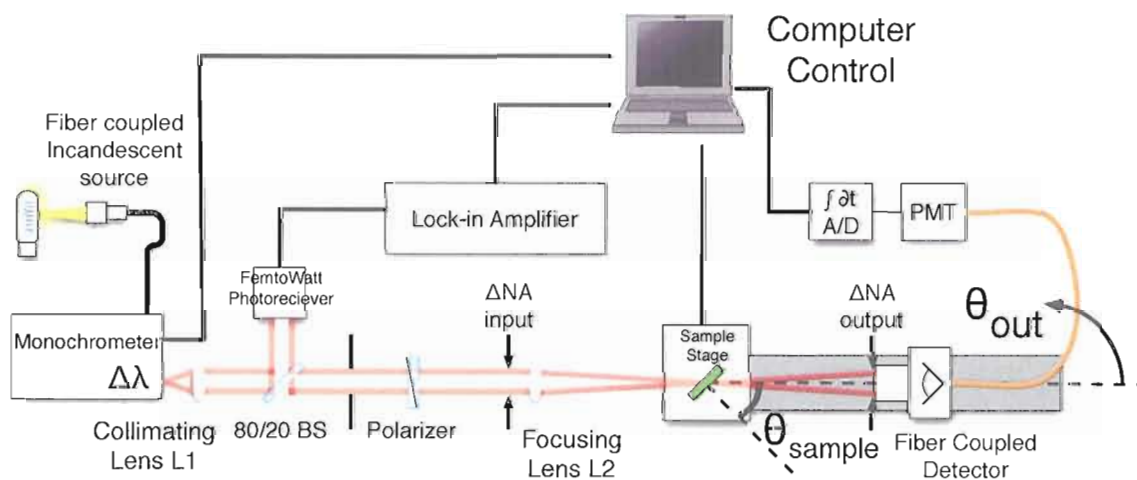 Computer
Control
Fiber coupled
Incandescent
source
Lock-in Amplifier
∫ ∂t
A/D
PMT
FemtoWatt
Photoreciever
ΔNA
input
ΔNA
output
θout
Monochrometer
Δλ
Sample
Stage
Collimating
Lens L1
80/20 BS
Polarizer
Focusing
Lens L2
θsample
Fiber Coupled
Detector